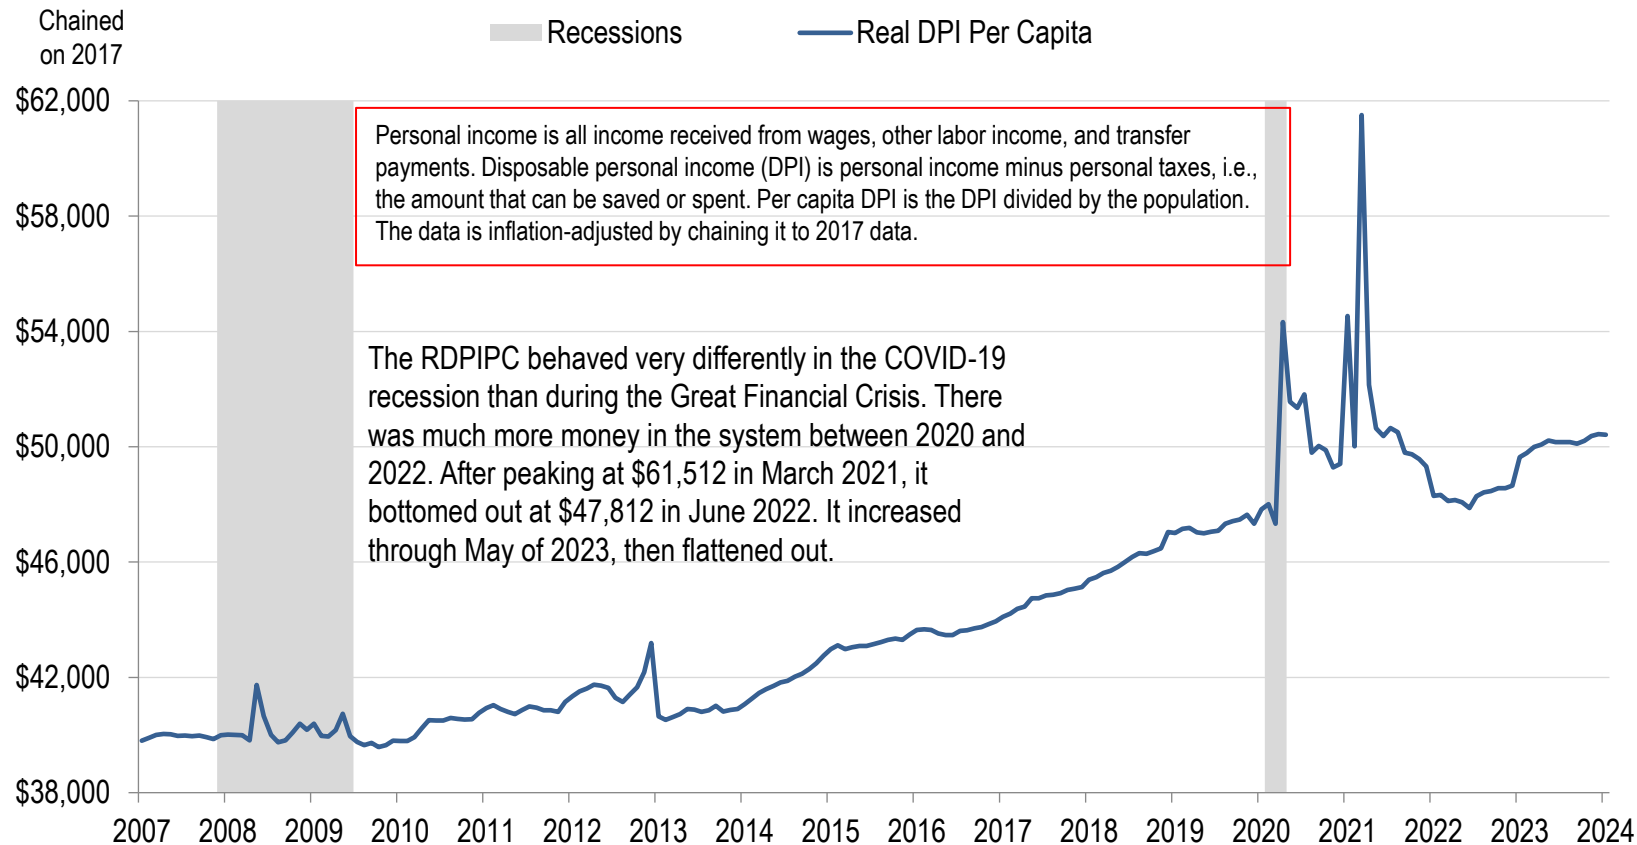 Chained
on 2017
Recessions
Real DPI Per Capita
$62,000
$58,000
$54,000
$50,000
$46,000
$42,000
$38,000
Personal income is all income received from wages, other labor income, and transfer
payments. Disposable personal income (DPI) is personal income minus personal taxes, i.e.,
the amount that can be saved or spent. Per capita DPI is the DPI divided by the population.
The data is inflation-adjusted by chaining it to 2017 data.
The RDPIPC behaved very differently in the COVID-19
recession than during the Great Financial Crisis. There
was much more money in the system between 2020 and
2022. After peaking at $61,512 in March 2021, it
bottomed out at $47,812 in June 2022. It increased
through May of 2023, then flattened out.
2007 2008 2009 2010 2011 2012 2013 2014 2015 2016 2017 2018 2019 2020 2021 2022 2023 2024